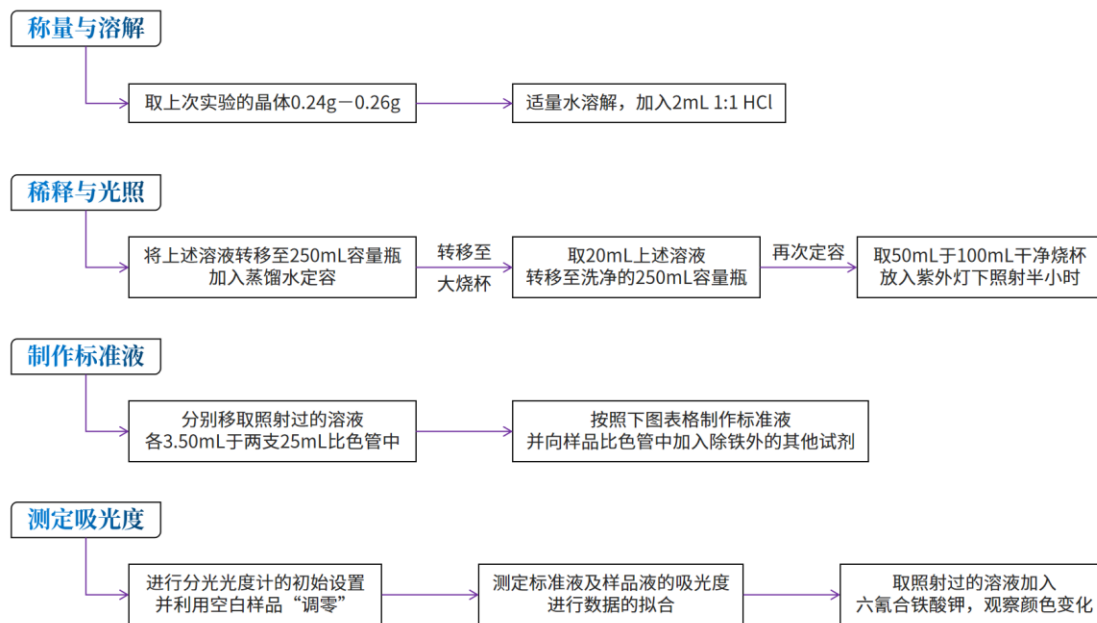 称量与溶解
取上次实验的晶体0.24g－0.26g
适量水溶解，加入2mL 1:1 HCl
稀释与光照
将上述溶液转移至250mL容量瓶
加入蒸馏水定容
转移至
大烧杯
取20mL上述溶液
转移至洗净的250mL容量瓶
再次定容
取50mL于100mL干净烧杯
放入紫外灯下照射半小时
制作标准液
分别移取照射过的溶液
各3.50mL于两支25mL比色管中
按照下图表格制作标准液
并向样品比色管中加入除铁外的其他试剂
测定吸光度
进行分光光度计的初始设置
并利用空白样品“调零”
测定标准液及样品液的吸光度
进行数据的拟合
取照射过的溶液加入
六氰合铁酸钾，观察颜色变化